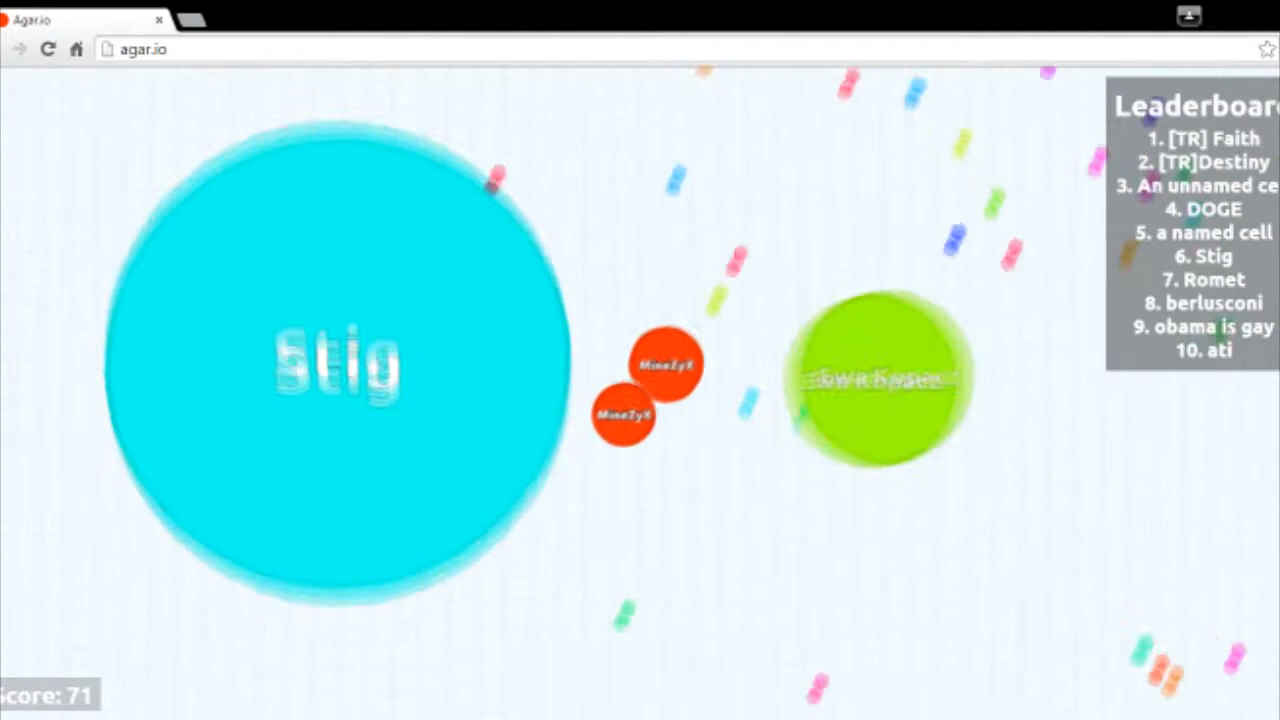 Agar.io
agar.io
Leaderboar
1. [TR] Faith
2. [TR]Destiny
3. An unnamed ce
4. DOGE
5. a named cell
6. Stig
7. Romet
8. berlusconi
9. obama is gay
10. ati
Stig
MineZyX
MineZyX
Score: 71